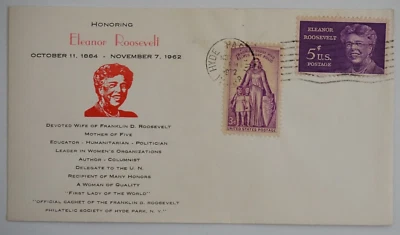 HONORING
Eleanor Roosevelt
OCTOBER 11, 1884 - NOVEMBER 7, 1962
DEVOTED WIFE OF FRANKLIN D. ROOSEVELT
MOTHER OF FIVE
EDUCATOR - HUMANITARIAN - POLITICIAN
LEADER IN WOMEN'S ORGANIZATIONS
AUTHOR - COLUMNIST
DELEGATE TO THE U. N.
RECIPIENT OF MANY HONORS
A WOMAN OF QUALITY
"FIRST LADY OF THE WORLD"
"OFFICIAL CACHET OF THE FRANKLIN D. ROOSEVELT
PHILATELIC SOCIETY OF HYDE PARK, N. Y."
HYDE PARK
3¢
UNITED STATES POSTAGE
ELEANOR
ROOSEVELT
5¢ U.S.
POSTAGE